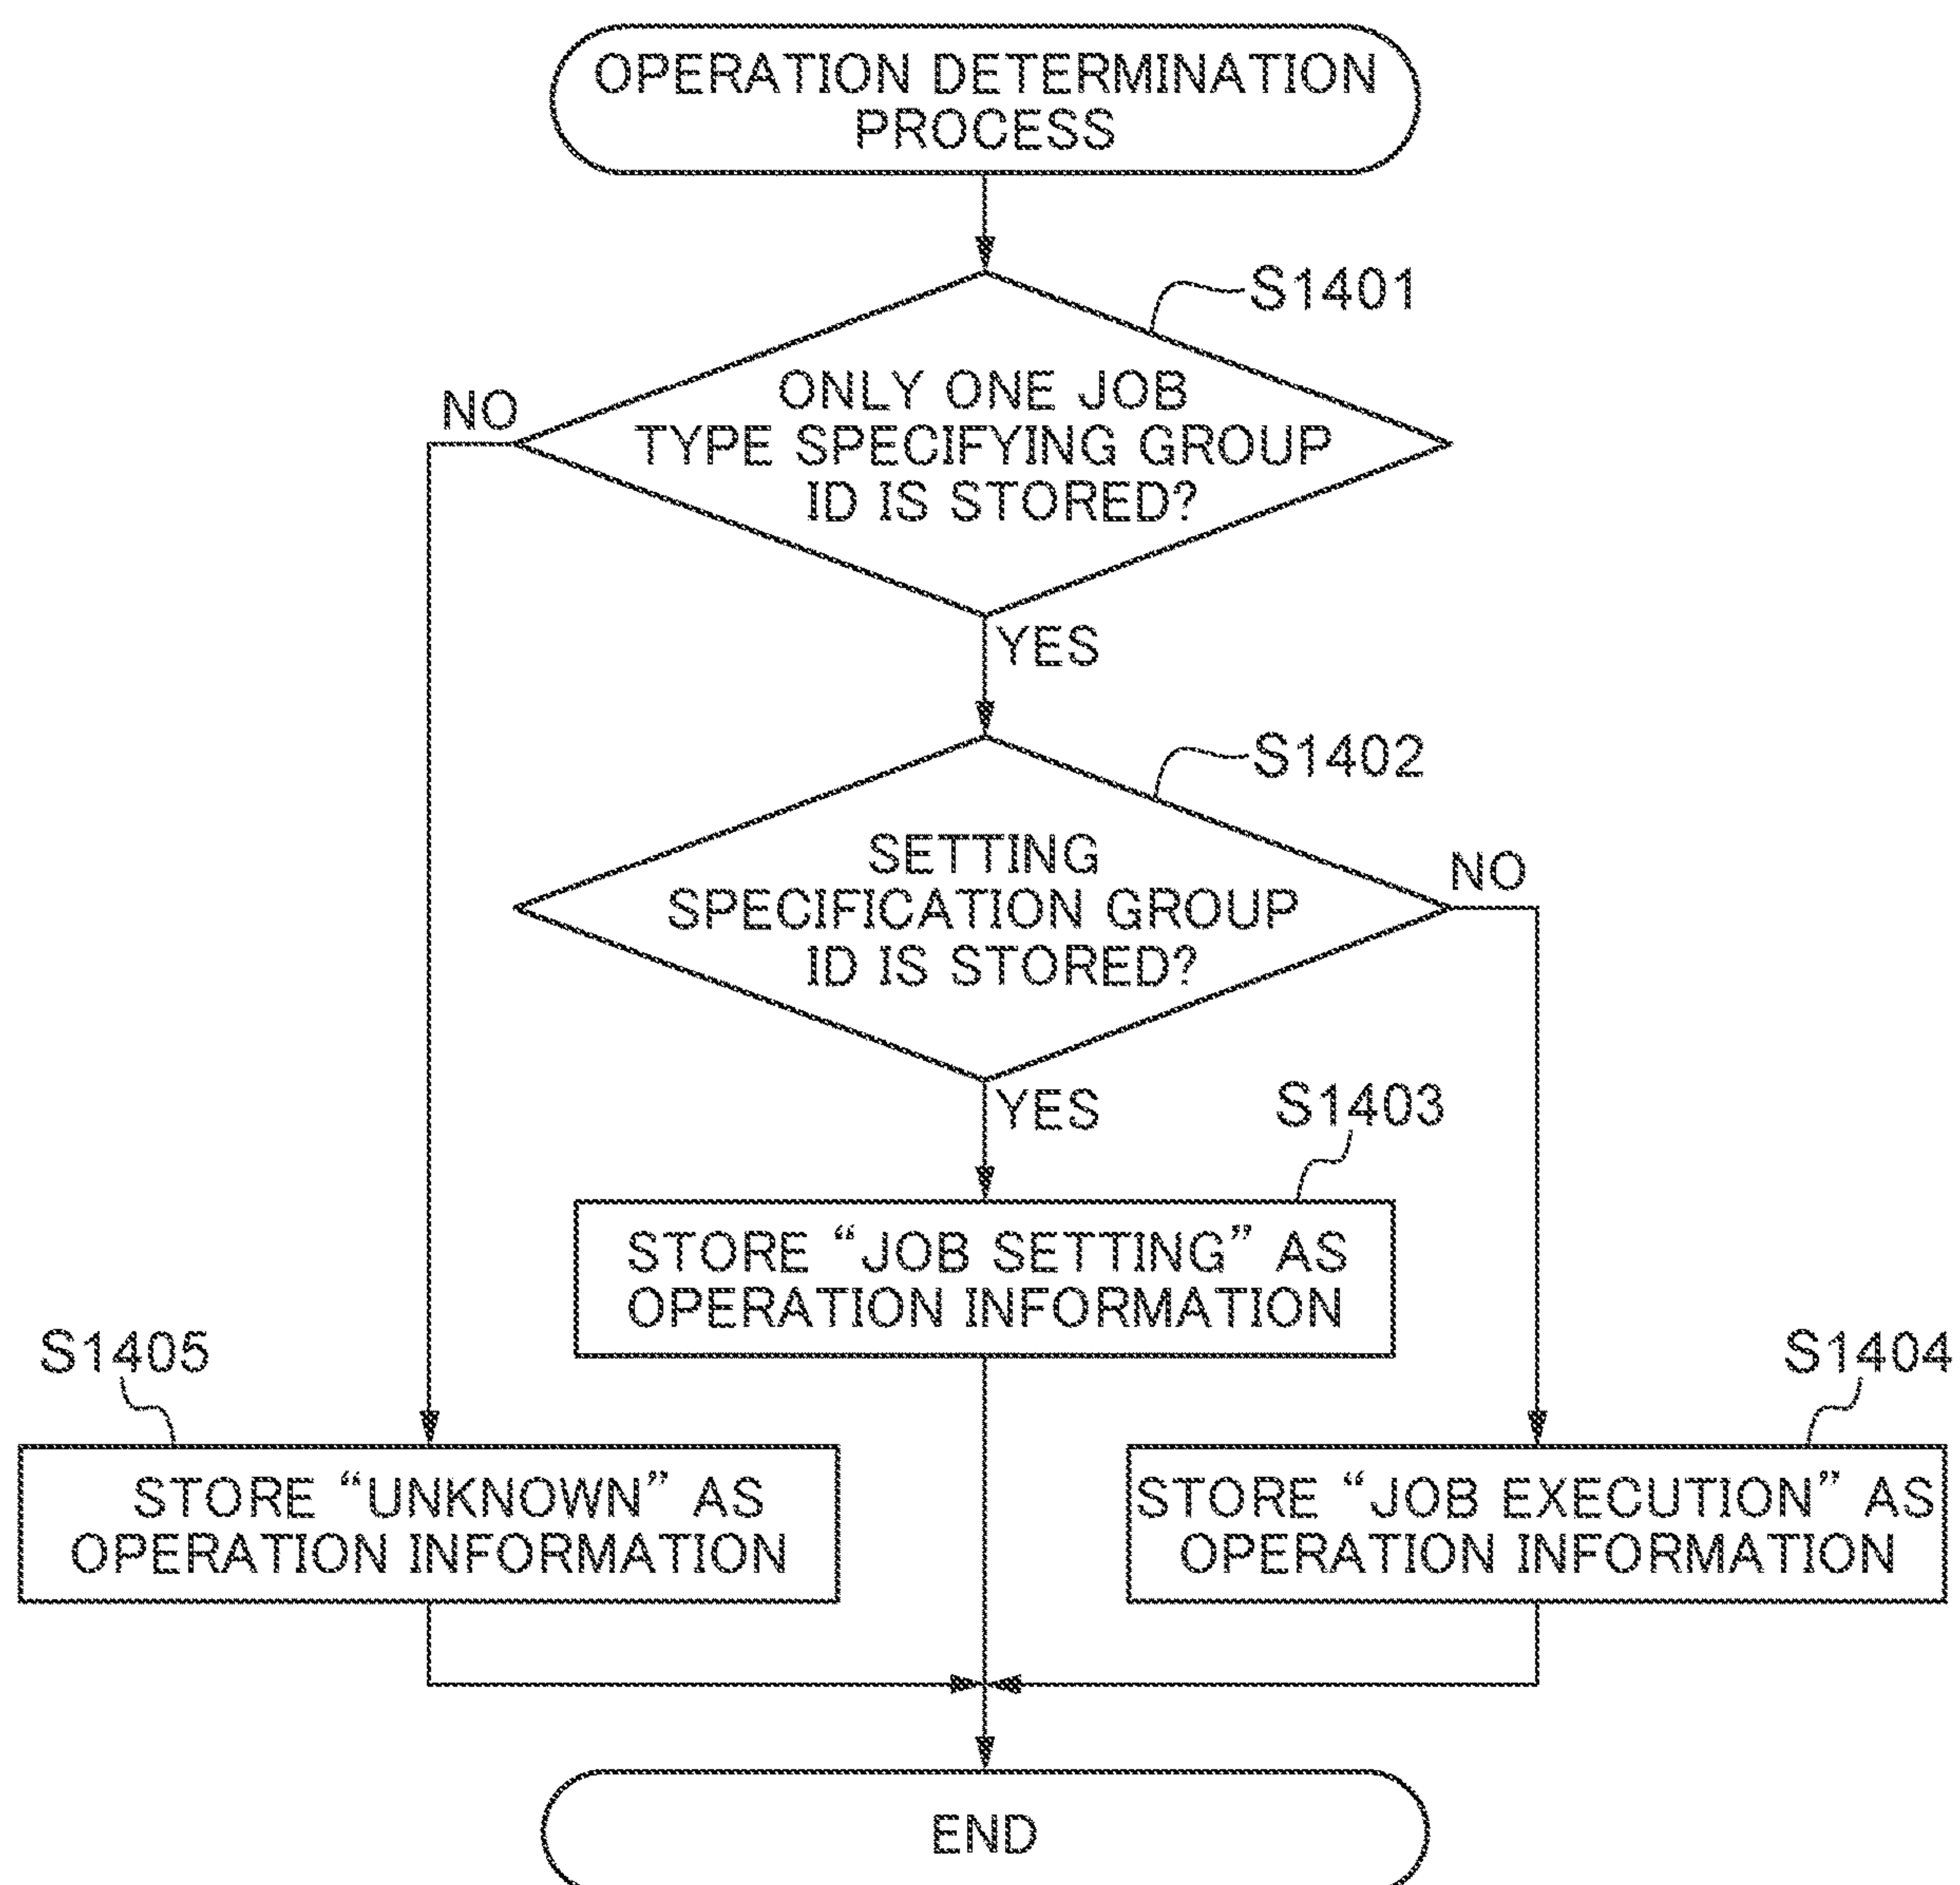 OPERATION DETERMINATION
PROCESS
S1401
NO
ONLY ONE JOB
TYPE SPECIFYING GROUP
ID IS STORED?
YES
S1402
SETTING
SPECIFICATION GROUP
ID IS STORED?
NO
YES
S1403
STORE “JOB SETTING” AS
OPERATION INFORMATION
S1405
S1404
STORE “UNKNOWN” AS
OPERATION INFORMATION
STORE “JOB EXECUTION” AS
OPERATION INFORMATION
END